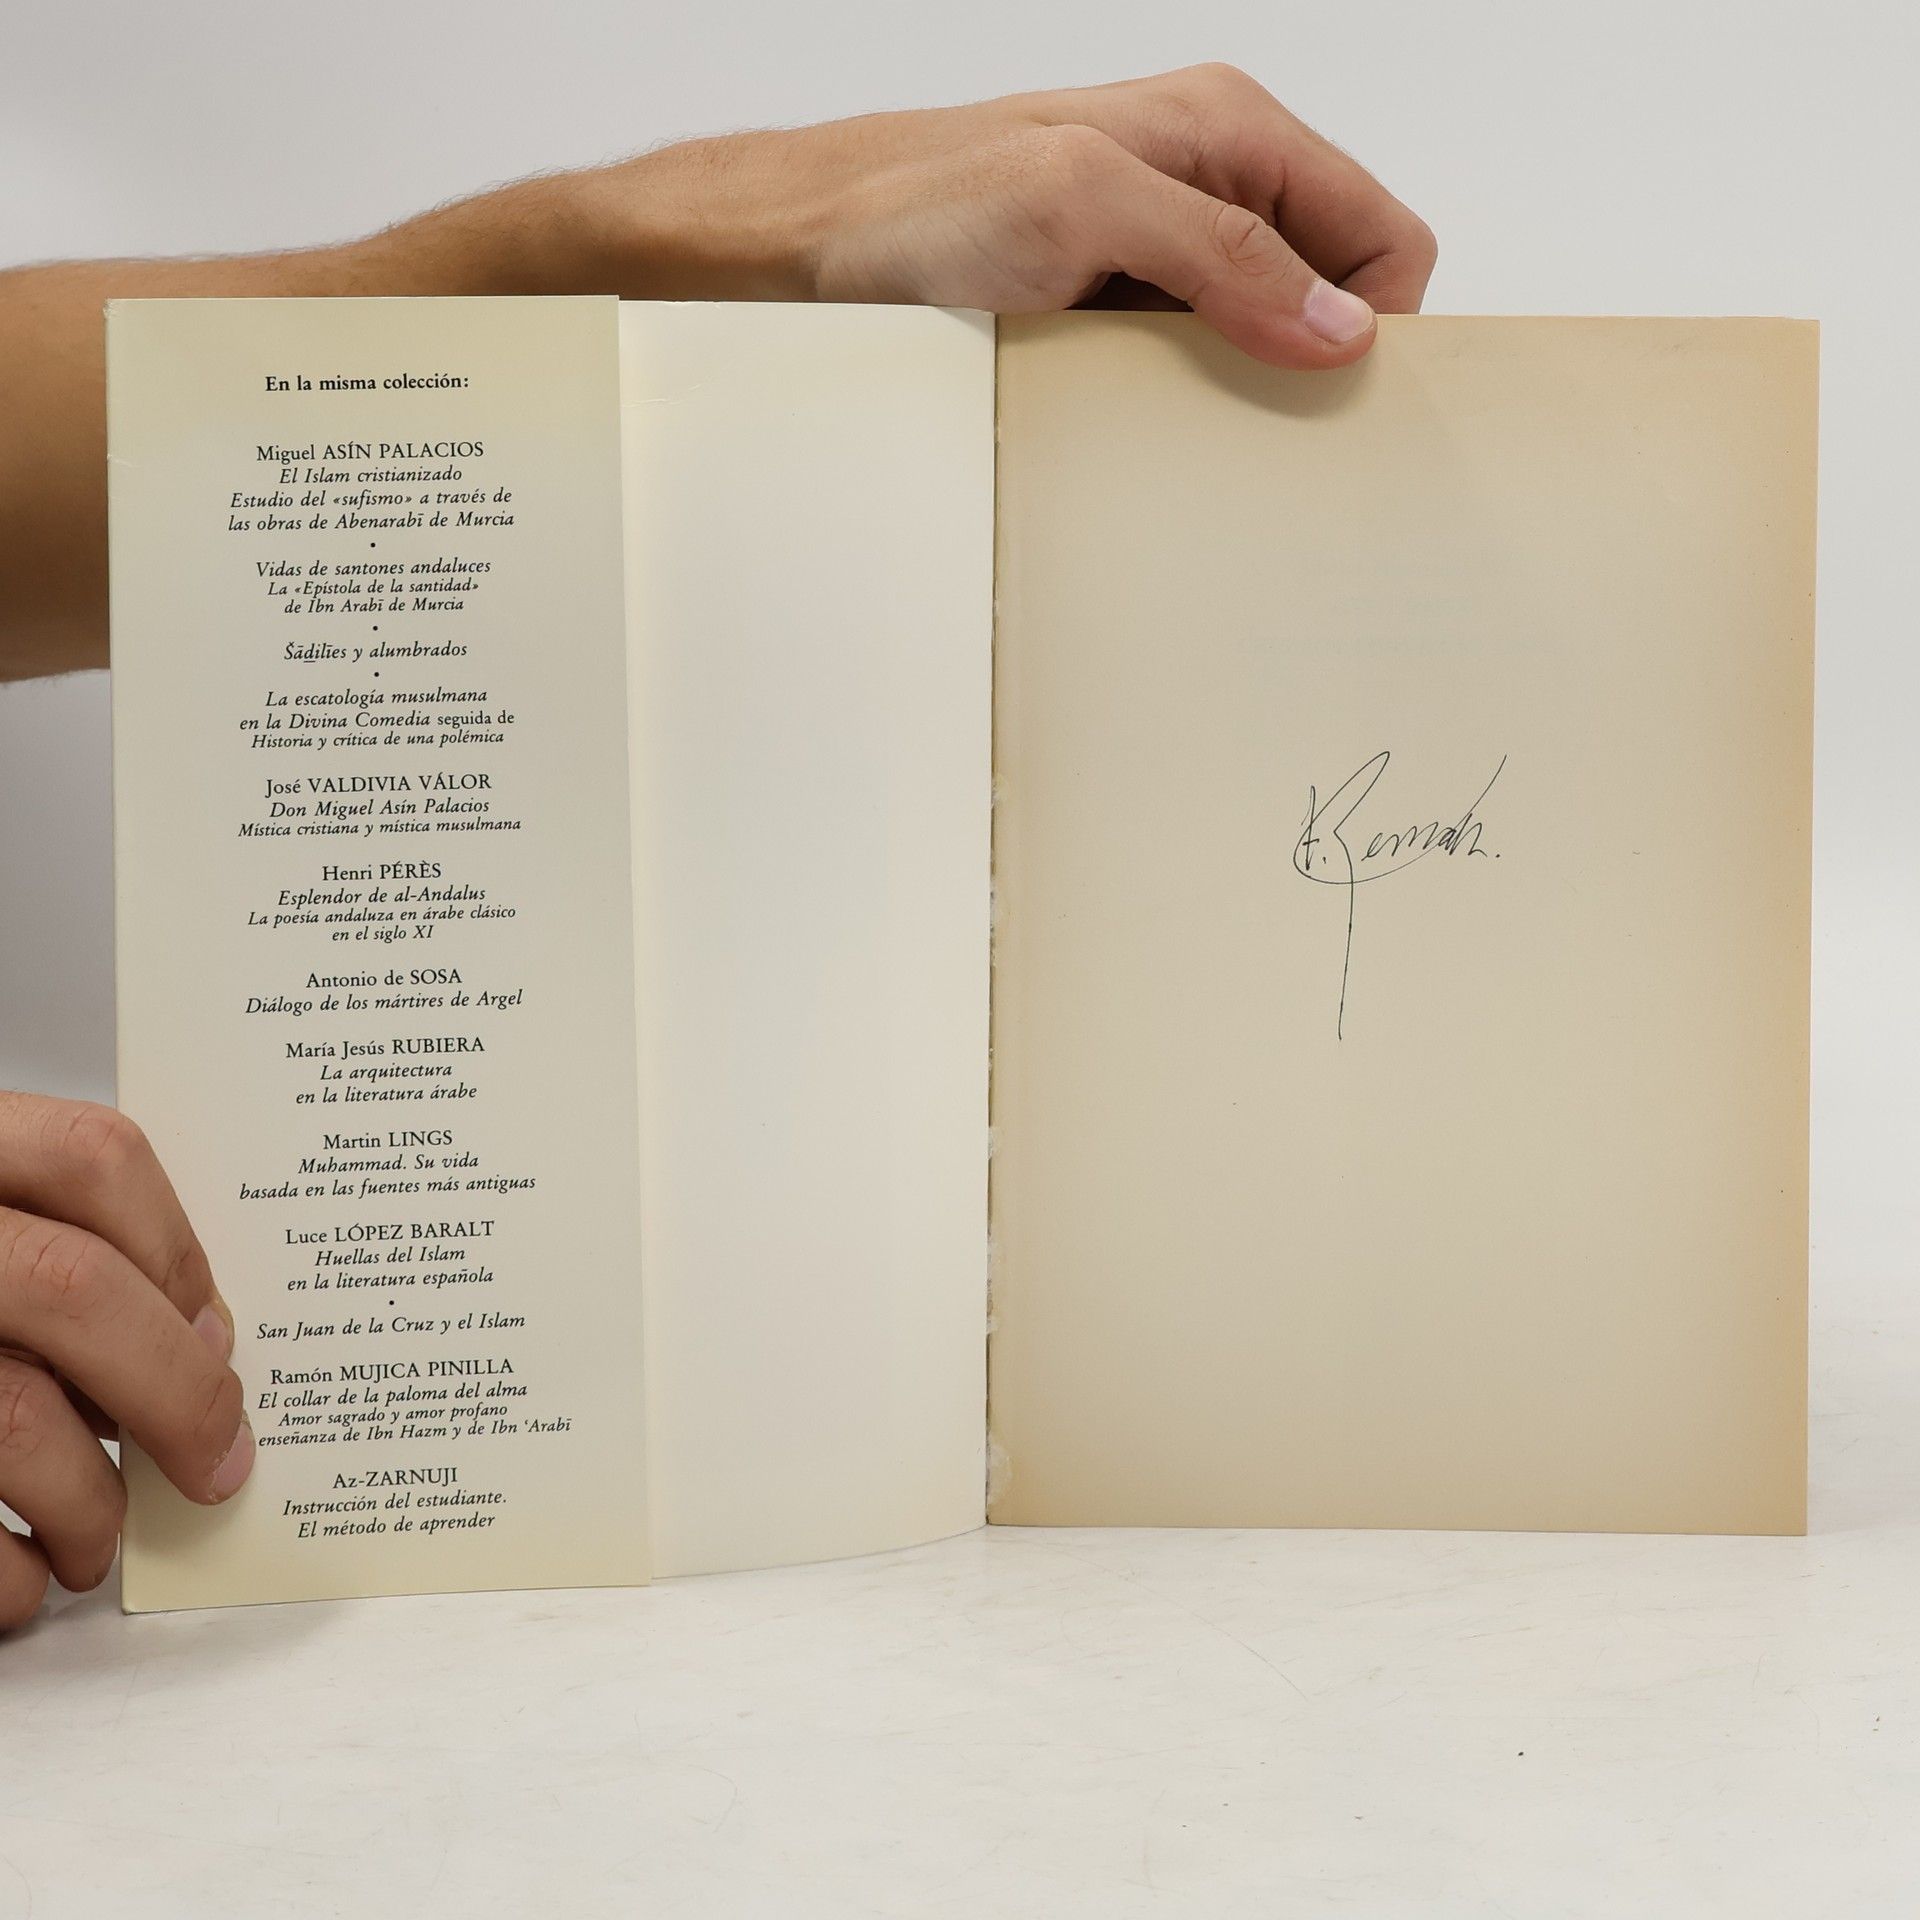 En la misma colección:
Miguel ASÍN PALACIOS
El Islam cristianizado
Estudio del «sufismo» a través de
las obras de Abenarabī de Murcia
•
Vidas de santones andaluces
La «Epístola de la santidad»
de Ibn Arabī de Murcia
•
Šāḏilīes y alumbrados
•
La escatología musulmana
en la Divina Comedia seguida de
Historia y crítica de una polémica
José VALDIVIA VÁLOR
Don Miguel Asín Palacios
Mística cristiana y mística musulmana
Henri PÉRÈS
Esplendor de al-Andalus
La poesía andaluza en árabe clásico
en el siglo XI
Antonio de SOSA
Diálogo de los mártires de Argel
María Jesús RUBIERA
La arquitectura
en la literatura árabe
Martin LINGS
Muhammad. Su vida
basada en las fuentes más antiguas
Luce LÓPEZ BARALT
Huellas del Islam
en la literatura española
•
San Juan de la Cruz y el Islam
Ramón MUJICA PINILLA
El collar de la paloma del alma
Amor sagrado y amor profano
enseñanza de Ibn Hazm y de Ibn ‘Arabī
Az-ZARNUJI
Instrucción del estudiante.
El método de aprender